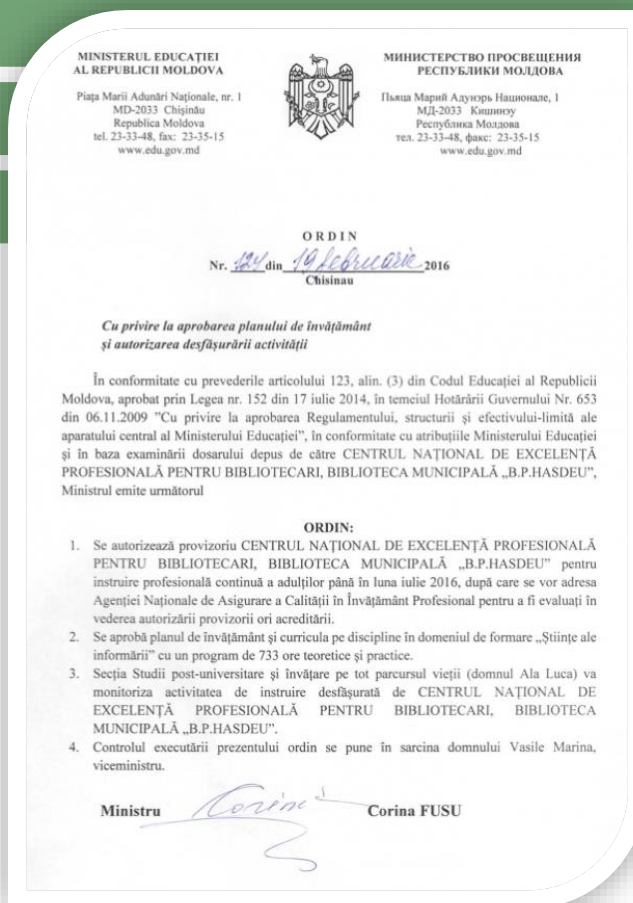 MINISTERUL EDUCAȚIEI
AL REPUBLICII MOLDOVA
Piața Marii Adunări Naționale, nr. 1
MD-2033 Chișinău
Republica Moldova
tel. 23-33-48, fax: 23-35-15
www.edu.gov.md
МИНИСТЕРСТВО ПРОСВЕЩЕНИЯ
РЕСПУБЛИКИ МОЛДОВА
Пьяца Марий Адунэрь Национале, 1
МД-2033 Кишинэу
Республика Молдова
тел. 23-33-48, факс: 23-35-15
www.edu.gov.md
ORDIN
Nr. 124 din 19 februarie 2016
Chisinau
Cu privire la aprobarea planului de învățământ
și autorizarea desfășurării activității
În conformitate cu prevederile articolului 123, alin. (3) din Codul Educației al Republicii
Moldova, aprobat prin Legea nr. 152 din 17 iulie 2014, în temeiul Hotărârii Guvernului Nr. 653
din 06.11.2009 "Cu privire la aprobarea Regulamentului, structurii și efectivului-limită ale
aparatului central al Ministerului Educației", în conformitate cu atribuțiile Ministerului Educației
și în baza examinării dosarului depus de către CENTRUL NAȚIONAL DE EXCELENȚĂ
PROFESIONALĂ PENTRU BIBLIOTECARI, BIBLIOTECA MUNICIPALĂ „B.P.HASDEU”,
Ministrul emite următorul
ORDIN:
1. Se autorizează provizoriu CENTRUL NAȚIONAL DE EXCELENȚĂ PROFESIONALĂ
PENTRU BIBLIOTECARI, BIBLIOTECA MUNICIPALĂ „B.P.HASDEU” pentru
instruire profesională continuă a adulților până în luna iulie 2016, după care se vor adresa
Agenției Naționale de Asigurare a Calității în Învățământ Profesional pentru a fi evaluați în
vederea autorizării provizorii ori acreditării.
2. Se aprobă planul de învățământ și curricula pe discipline în domeniul de formare „Științe ale
informării” cu un program de 733 ore teoretice și practice.
3. Secția Studii post-universitare și învățare pe tot parcursul vieții (domnul Ala Luca) va
monitoriza activitatea de instruire desfășurată de CENTRUL NAȚIONAL DE
EXCELENȚĂ PROFESIONALĂ PENTRU BIBLIOTECARI, BIBLIOTECA
MUNICIPALĂ „B.P.HASDEU”.
4. Controlul executării prezentului ordin se pune în sarcina domnului Vasile Marina,
viceministru.
Ministru Corina FUSU